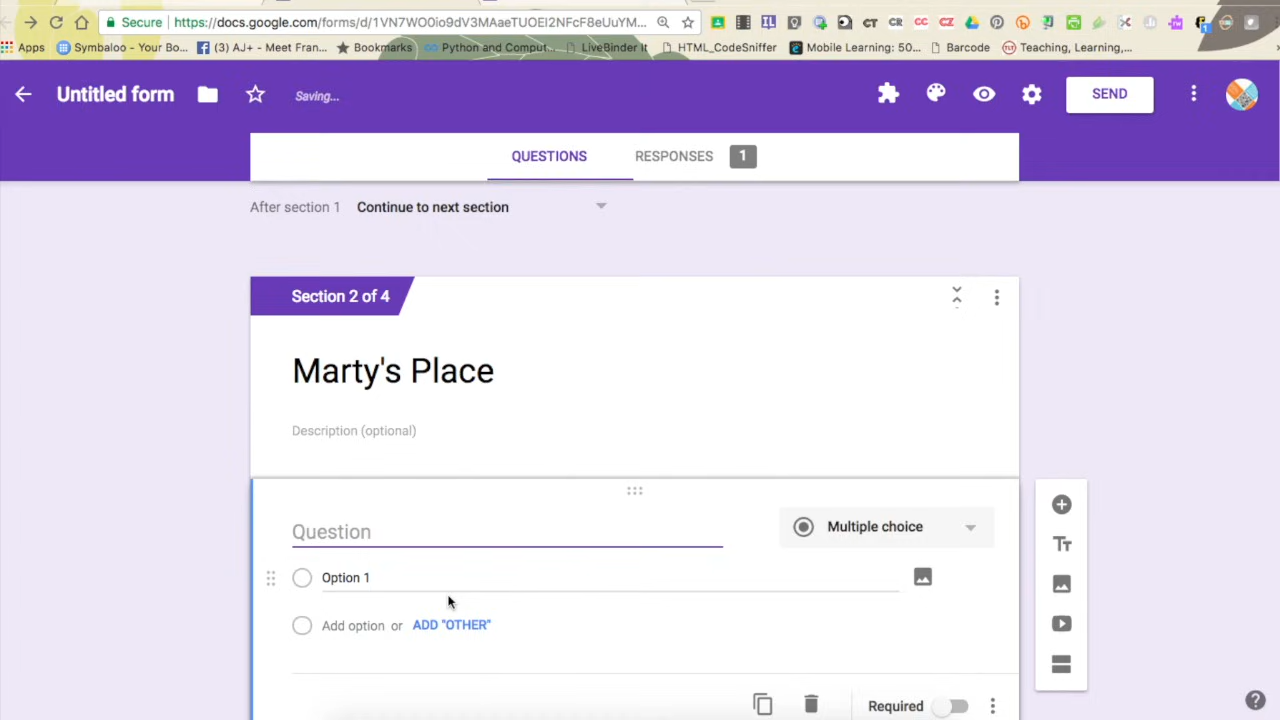 Secure https://docs.google.com/forms/d/1VN7WO0io9dV3MAaeTUOEI2NFcF8eUuYM...
Apps Symbaloo - Your Bo... (3) AJ+ - Meet Fran... Bookmarks Python and Comput... LiveBinder It HTML_CodeSniffer Mobile Learning: 50... Barcode Teaching, Learning,...
Untitled form Saving... SEND
QUESTIONS RESPONSES 1
After section 1 Continue to next section
Section 2 of 4
Marty's Place
Description (optional)
Question Multiple choice
Option 1
Add option or ADD "OTHER"
Required